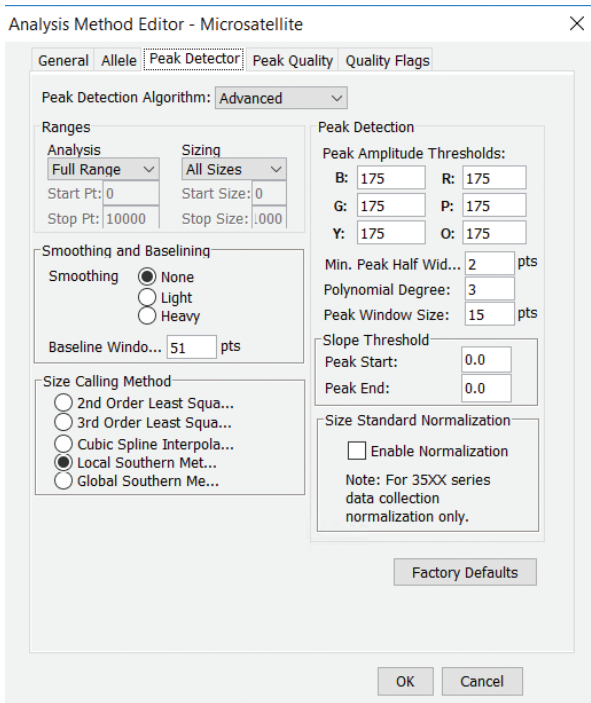 Analysis Method Editor - Microsatellite
General Allele Peak Detector Peak Quality Quality Flags
Peak Detection Algorithm: Advanced
Ranges
Analysis Sizing
Full Range All Sizes
Start Pt: 0 Start Size: 0
Stop Pt: 10000 Stop Size: 1000
Smoothing and Baselining
Smoothing None
Light
Heavy
Baseline Windo... 51 pts
Size Calling Method
2nd Order Least Squa...
3rd Order Least Squa...
Cubic Spline Interpola...
Local Southern Met...
Global Southern Me...
Peak Detection
Peak Amplitude Thresholds:
B: 175 R: 175
G: 175 P: 175
Y: 175 O: 175
Min. Peak Half Wid... 2 pts
Polynomial Degree: 3
Peak Window Size: 15 pts
Slope Threshold
Peak Start: 0.0
Peak End: 0.0
Size Standard Normalization
Enable Normalization
Note: For 35XX series
data collection
normalization only.
Factory Defaults
OK Cancel